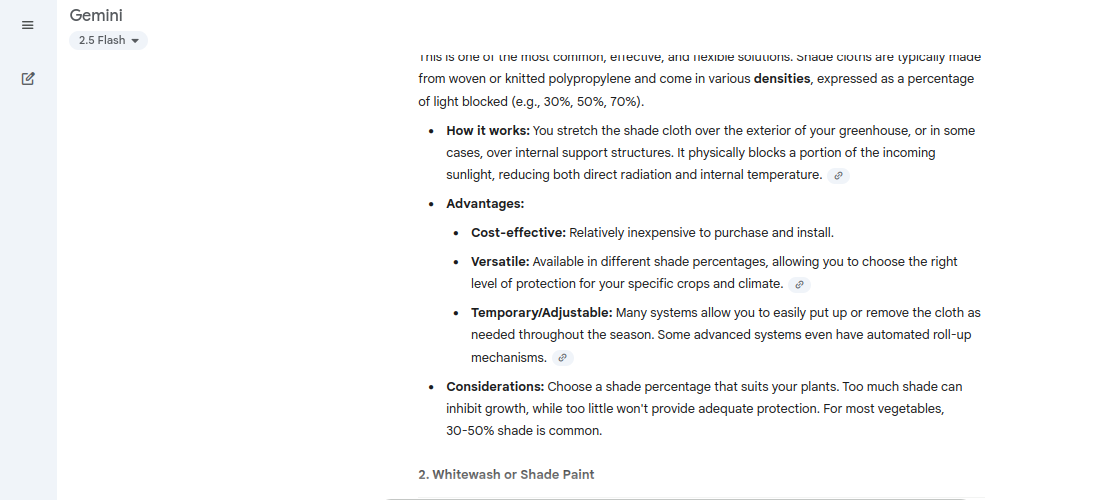 Gemini
2.5 Flash
This is one of the most common, effective, and flexible solutions. Shade cloths are typically made
from woven or knitted polypropylene and come in various densities, expressed as a percentage
of light blocked (e.g., 30%, 50%, 70%).
• How it works: You stretch the shade cloth over the exterior of your greenhouse, or in some
cases, over internal support structures. It physically blocks a portion of the incoming
sunlight, reducing both direct radiation and internal temperature.
• Advantages:
• Cost-effective: Relatively inexpensive to purchase and install.
• Versatile: Available in different shade percentages, allowing you to choose the right
level of protection for your specific crops and climate.
• Temporary/Adjustable: Many systems allow you to easily put up or remove the cloth as
needed throughout the season. Some advanced systems even have automated roll-up
mechanisms.
• Considerations: Choose a shade percentage that suits your plants. Too much shade can
inhibit growth, while too little won't provide adequate protection. For most vegetables,
30-50% shade is common.
2. Whitewash or Shade Paint